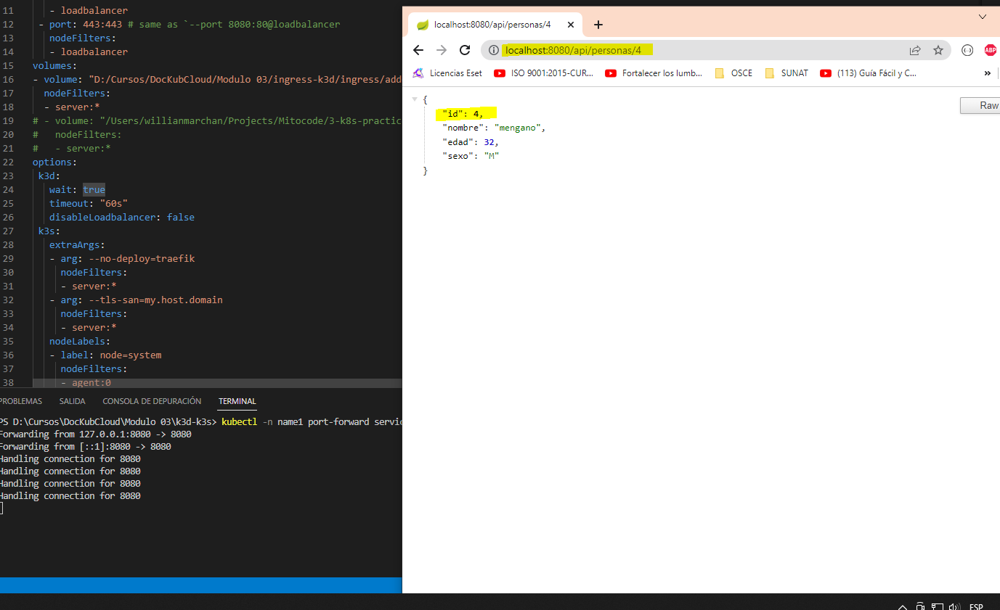 11 - loadbalancer
12 - port: 443:443 # same as `--port 8080:80@loadbalancer
13 nodeFilters:
14 - loadbalancer
15 volumes:
16 - volume: "D:/Cursos/DocKubCloud/Modulo 03/ingress-k3d/ingress/add
17 nodeFilters:
18 - server:*
19 # - volume: "/Users/willianmarchan/Projects/Mitocode/3-k8s-practic
20 # nodeFilters:
21 # - server:*
22 options:
23 k3d:
24 wait: true
25 timeout: "60s"
26 disableLoadbalancer: false
27 k3s:
28 extraArgs:
29 - arg: --no-deploy=traefik
30 nodeFilters:
31 - server:*
32 - arg: --tls-san=my.host.domain
33 nodeFilters:
34 - server:*
35 nodeLabels:
36 - label: node=system
37 nodeFilters:
38 - agent:0
PROBLEMAS SALIDA CONSOLA DE DEPURACIÓN TERMINAL
PS D:\Cursos\DocKubCloud\Modulo 03\k3d-k3s> kubectl -n name1 port-forward servic
Forwarding from 127.0.0.1:8080 -> 8080
Forwarding from [::1]:8080 -> 8080
Handling connection for 8080
Handling connection for 8080
Handling connection for 8080
Handling connection for 8080
localhost:8080/api/personas/4
localhost:8080/api/personas/4
ABP
Licencias Eset ISO 9001:2015-CUR... Fortalecer los lumb... OSCE SUNAT (113) Guía Fácil y C... »
Raw
{
"id": 4,
"nombre": "mengano",
"edad": 32,
"sexo": "M"
}
ESP